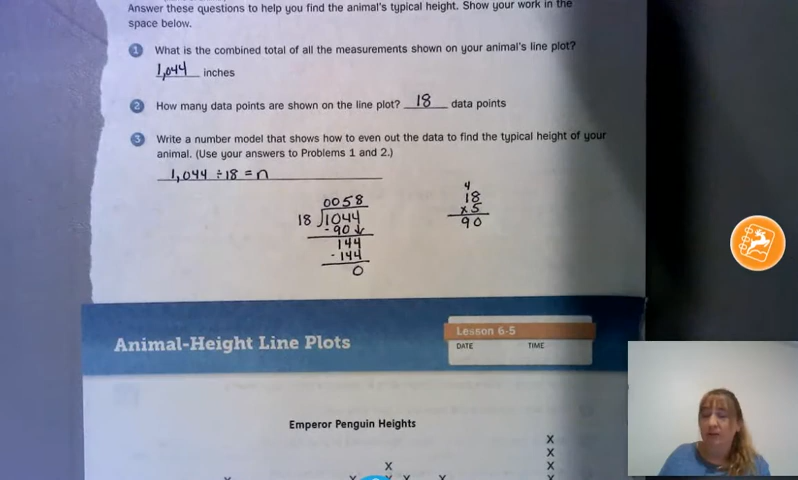 Answer these questions to help you find the animal's typical height. Show your work in the
space below.
1 What is the combined total of all the measurements shown on your animal's line plot?
1,044 inches
2 How many data points are shown on the line plot? 18 data points
3 Write a number model that shows how to even out the data to find the typical height of your
animal. (Use your answers to Problems 1 and 2.)
1,044 ÷ 18 = n
0058
18 1044
- 90
144
- 144
0
4
18
x 5
90
Animal-Height Line Plots
Lesson 6-5
DATE TIME
Emperor Penguin Heights
X
X
X
X
X
X X X
X
X